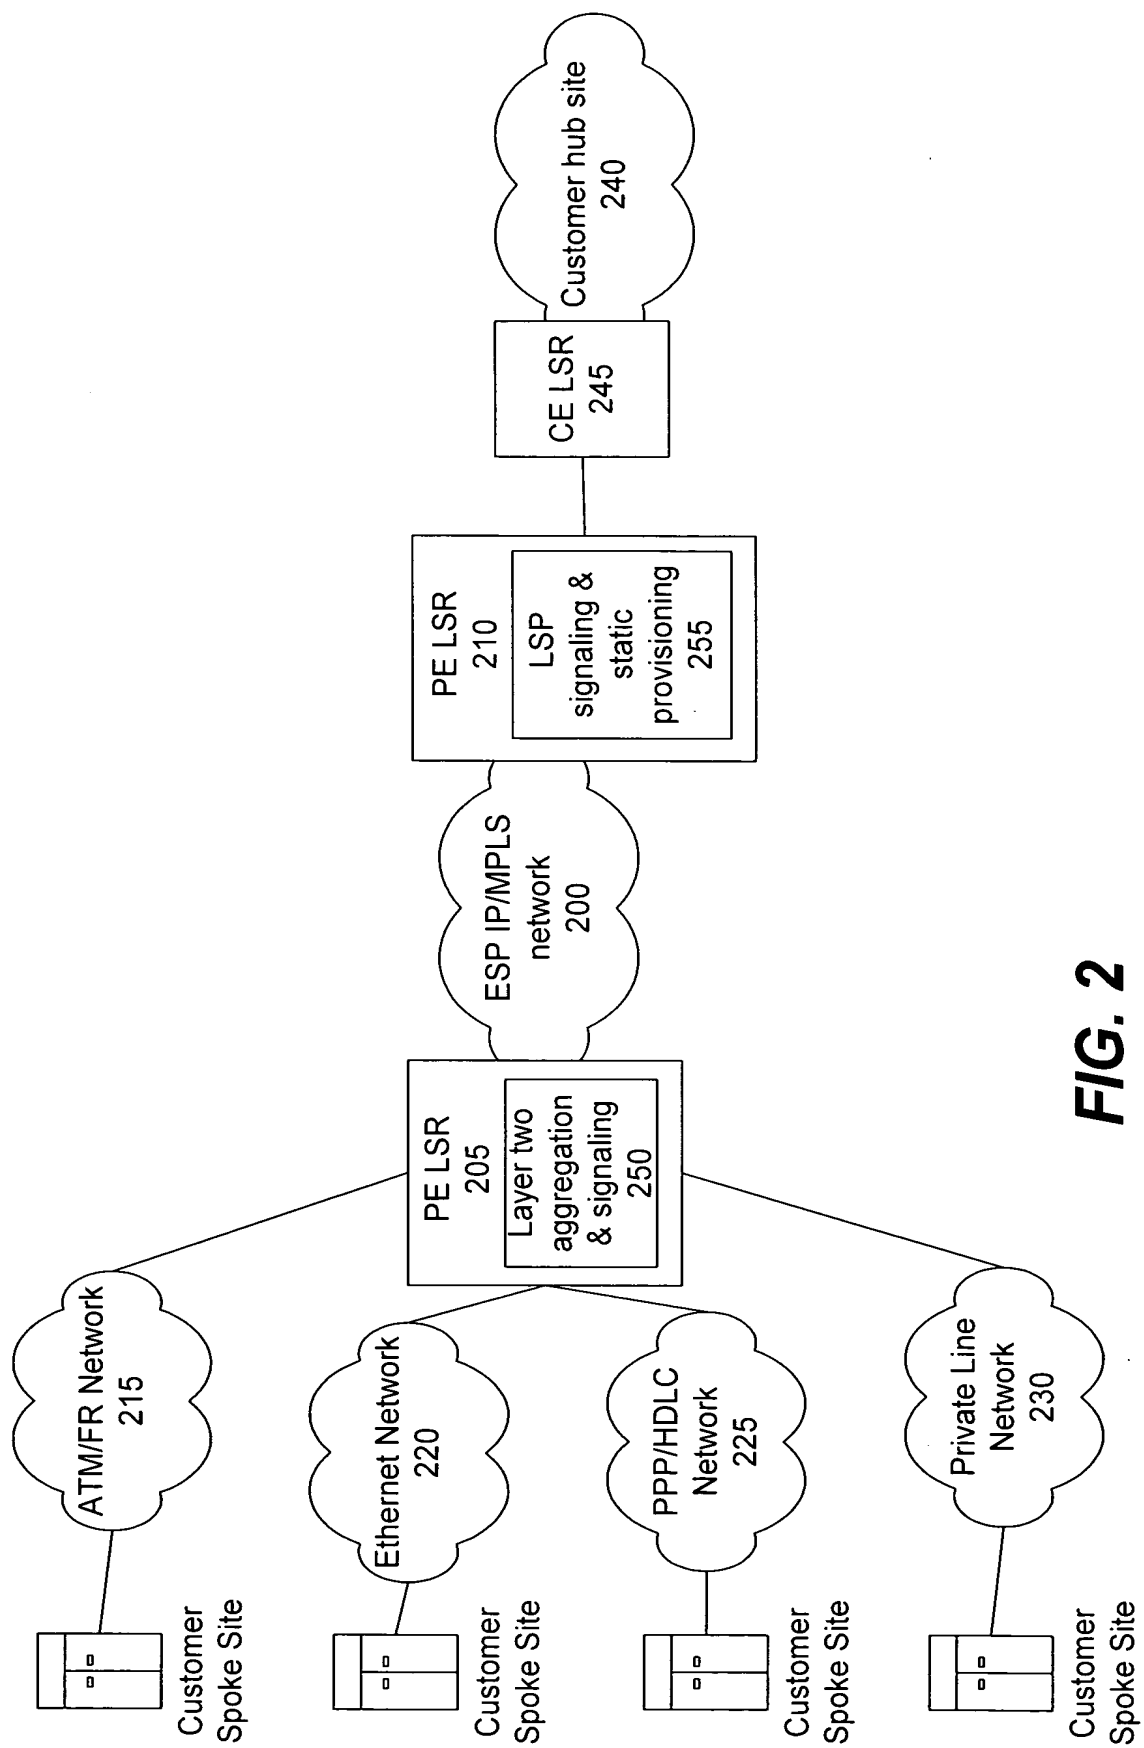 ATM/FR Network
215
Customer
Spoke Site
Ethernet Network
220
Customer
Spoke Site
PPP/HDLC
Network
225
Customer
Spoke Site
Private Line
Network
230
Customer
Spoke Site
PE LSR
205
Layer two
aggregation
& signaling
250
ESP IP/MPLS
network
200
PE LSR
210
LSP
signaling &
static
provisioning
255
CE LSR
245
Customer hub site
240
FIG. 2